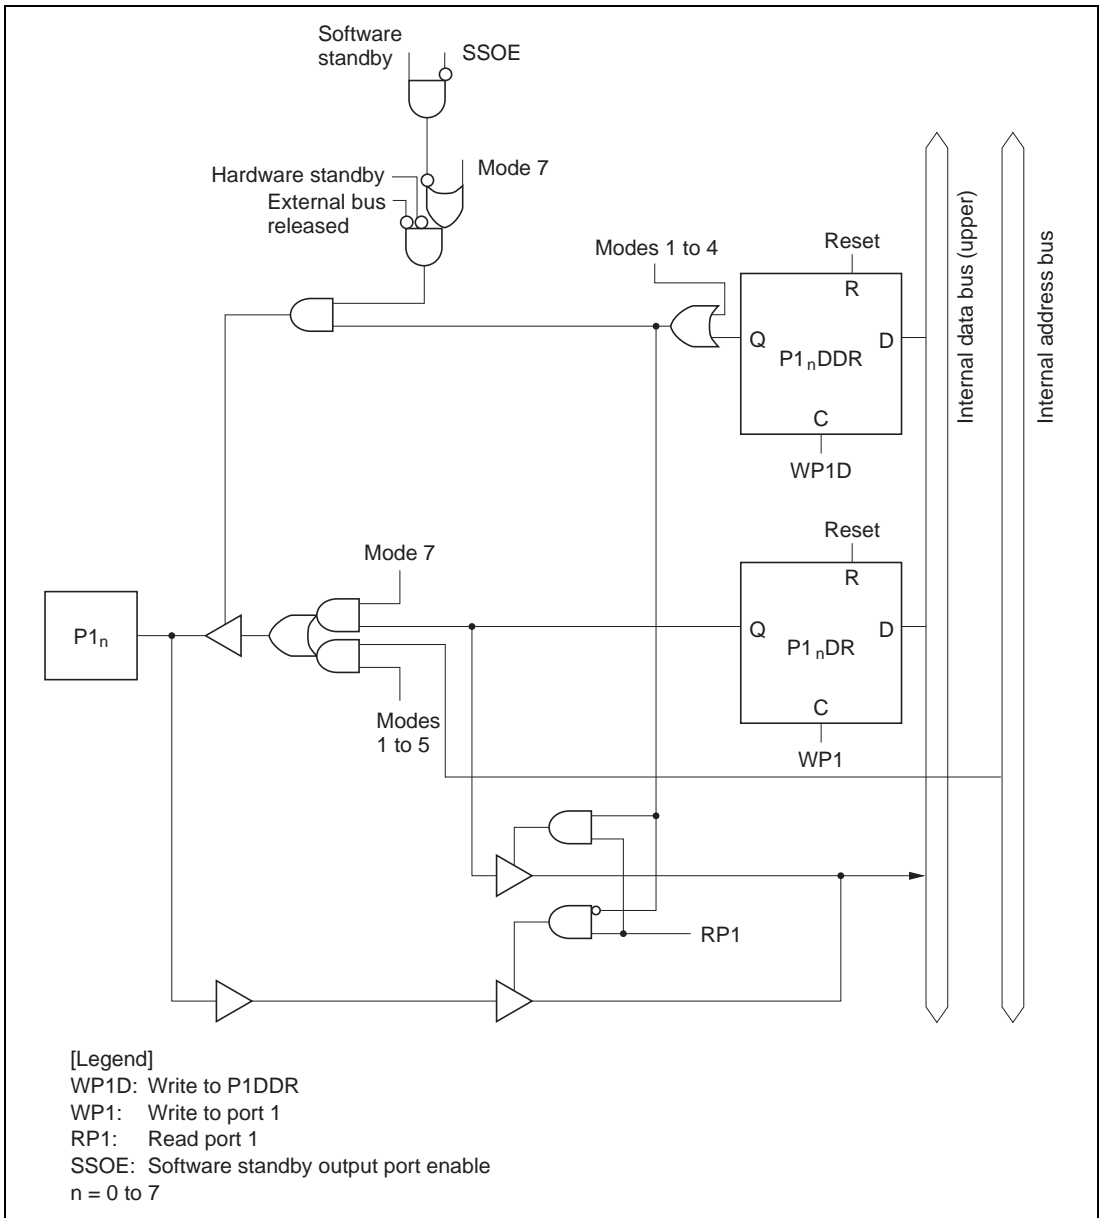 Software
standby
SSOE
Hardware standby
Mode 7
External bus
released
Modes 1 to 4
Reset
R
Q
D
P1nDDR
C
WP1D
Internal data bus (upper)
Internal address bus
Reset
R
Mode 7
P1n
Q
D
P1nDR
C
WP1
Modes
1 to 5
RP1
[Legend]
WP1D: Write to P1DDR
WP1: Write to port 1
RP1: Read port 1
SSOE: Software standby output port enable
n = 0 to 7